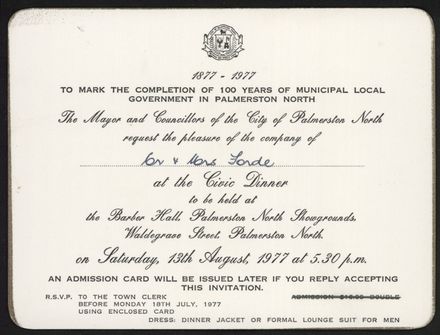 1877 - 1977
TO MARK THE COMPLETION OF 100 YEARS OF MUNICIPAL LOCAL
GOVERNMENT IN PALMERSTON NORTH
The Mayor and Councillors of the City of Palmerston North
request the pleasure of the company of
Cr & Mrs Forde
at the Civic Dinner
to be held at
the Barber Hall, Palmerston North Showgrounds,
Waldegrave Street, Palmerston North,
on Saturday, 13th August, 1977 at 5.30 p.m.
AN ADMISSION CARD WILL BE ISSUED LATER IF YOU REPLY ACCEPTING
THIS INVITATION.
R.S.V.P. TO THE TOWN CLERK
BEFORE MONDAY 18TH JULY, 1977
USING ENCLOSED CARD
ADMISSION DOUBLE
DRESS: DINNER JACKET OR FORMAL LOUNGE SUIT FOR MEN